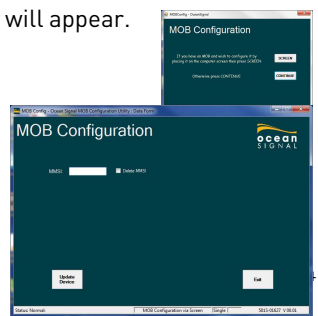 will appear.
MOBConfig - OceanSignal
MOB Configuration
If you have an MOB and wish to configure it by
placing it on the computer screen then press SCREEN
SCREEN
Otherwise press CONTINUE
CONTINUE
MOB Config - Ocean Signal MOB Configuration Utility - Data Form
MOB Configuration
ocean
SIGNAL
MMSI:
Delete MMSI
Update
Device
Exit
Status: Normal
MOB Configuration via Screen
Single
5013-01627 V 00.01